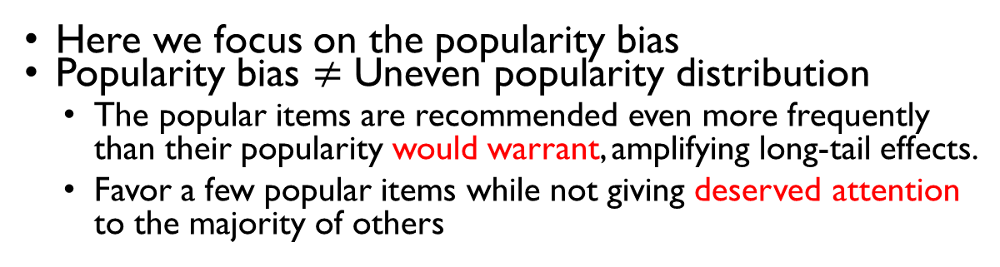 • Here we focus on the popularity bias
• Popularity bias ≠ Uneven popularity distribution
• The popular items are recommended even more frequently
than their popularity would warrant, amplifying long-tail effects.
• Favor a few popular items while not giving deserved attention
to the majority of others